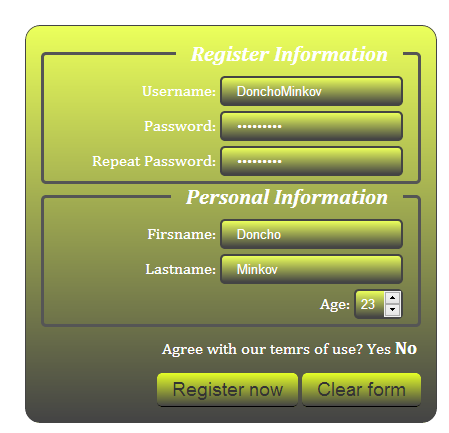 Register Information
Username: DonchoMinkov
Password: •••••••••
Repeat Password: •••••••••
Personal Information
Firsname: Doncho
Lastname: Minkov
Age: 23
Agree with our temrs of use? Yes No
Register now Clear form